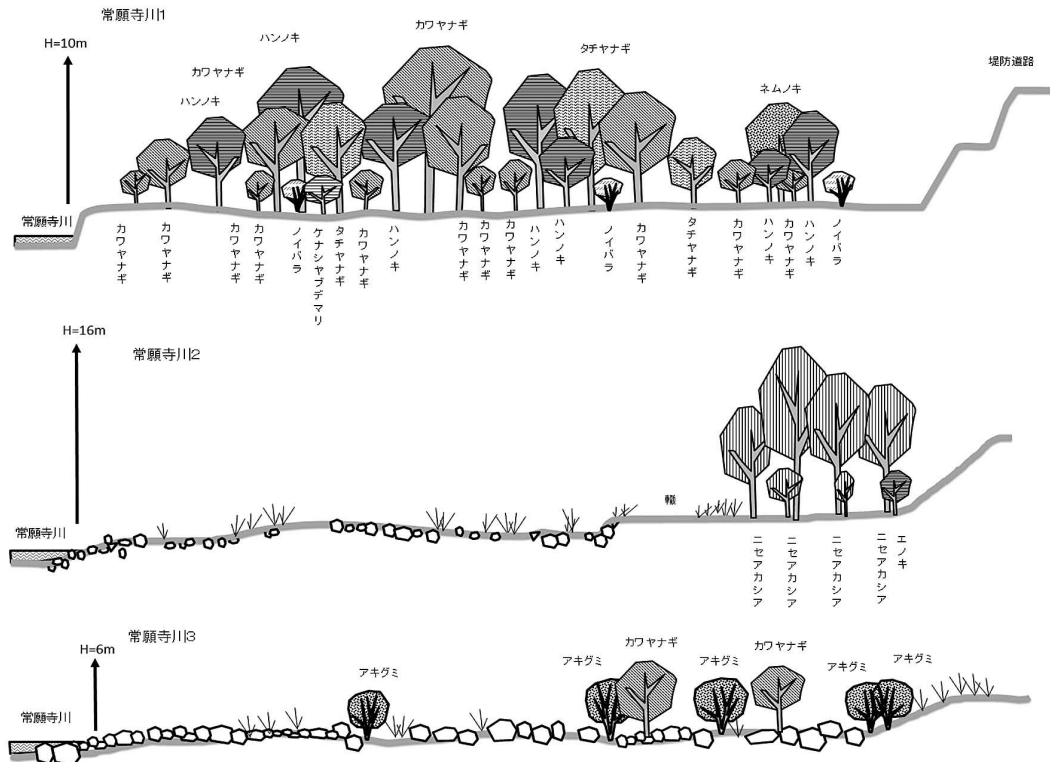 常願寺川1
H=10m
ハンノキ
カワヤナギ
タチヤナギ
堤防道路
カワヤナギ
ネムノキ
ハンノキ
常願寺川
カワヤナギ
カワヤナギ
カワヤナギ
カワヤナギ
ノイバラ
ケナシヤブデマリ
タチヤナギ
カワヤナギ
ハンノキ
カワヤナギ
カワヤナギ
カワヤナギ
ハンノキ
ハンノキ
ノイバラ
カワヤナギ
タチヤナギ
カワヤナギ
ハンノキ
カワヤナギ
ハンノキ
ノイバラ
H=16m
常願寺川2
轍
常願寺川
ニセアカシア
ニセアカシア
ニセアカシア
ニセアカシア
エノキ
常願寺川3
H=6m
アキグミ
アキグミ
カワヤナギ
アキグミ
カワヤナギ
アキグミ
アキグミ
常願寺川